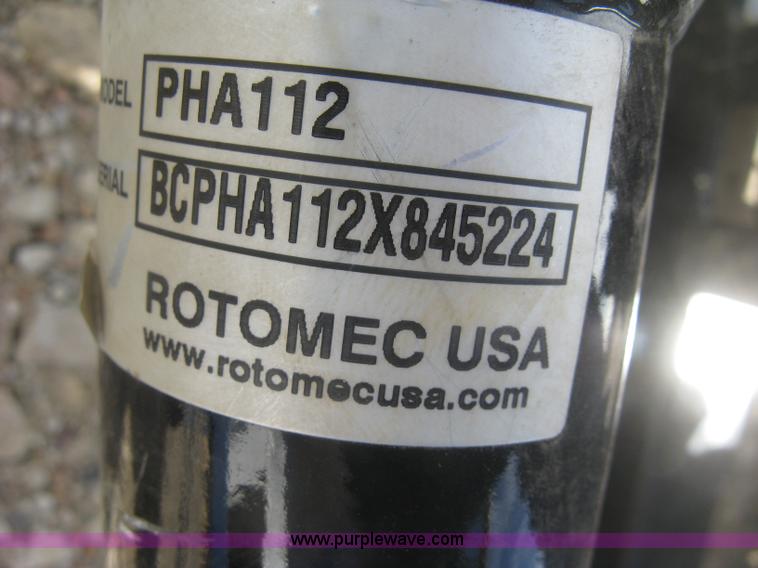 MODEL PHA112
SERIAL BCPHA112X845224
ROTOMEC USA
www.rotomecusa.com
www.purplewave.com